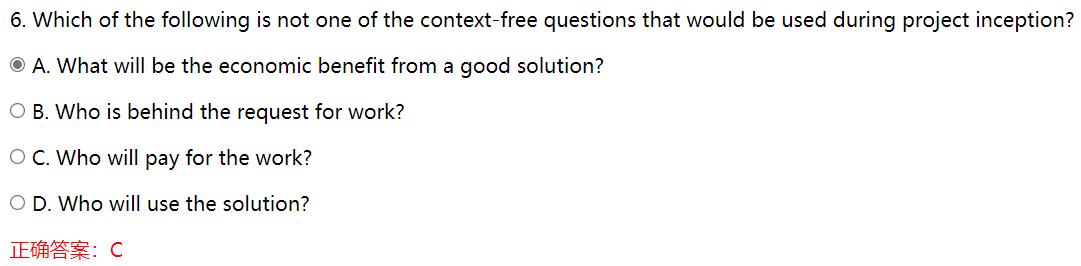 6. Which of the following is not one of the context-free questions that would be used during project inception?
A. What will be the economic benefit from a good solution?
B. Who is behind the request for work?
C. Who will pay for the work?
D. Who will use the solution?
正确答案：C